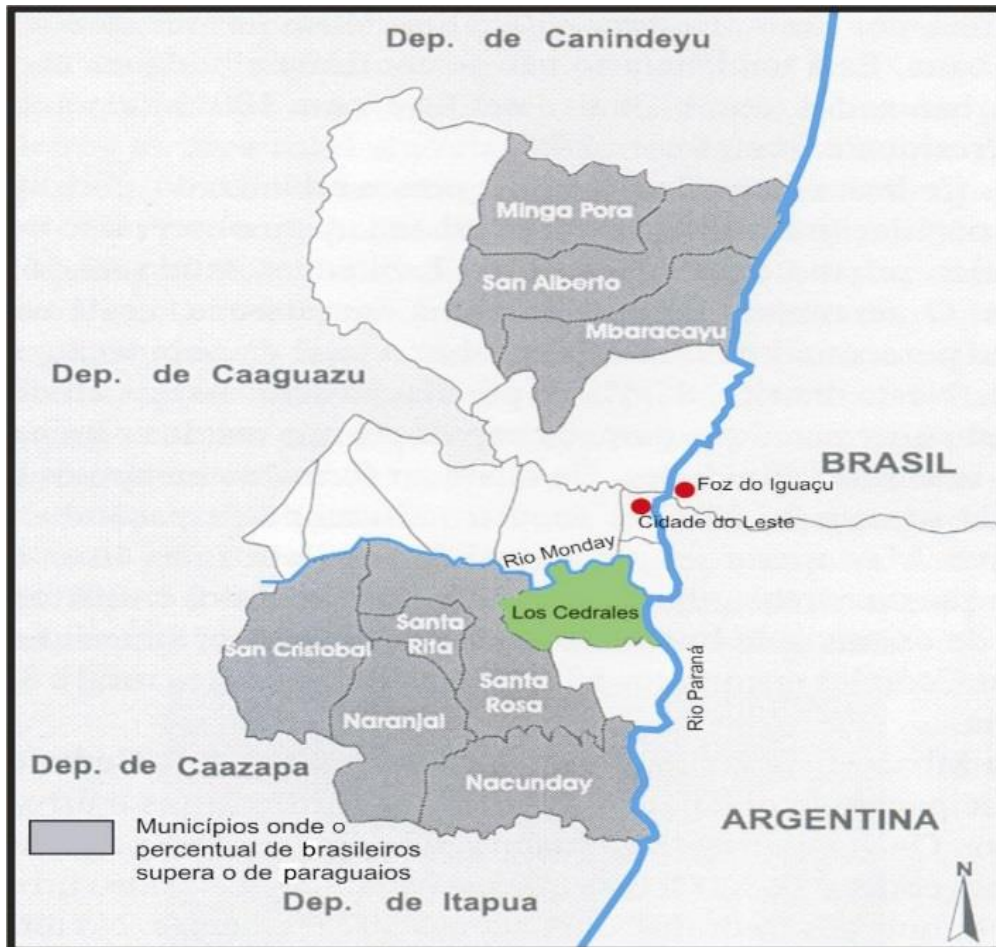 Dep. de Canindeyu
Minga Pora
San Alberto
Mbaracayu
Dep. de Caaguazu
BRASIL
Foz do Iguaçu
Cidade do Leste
Rio Monday
Los Cedrales
Santa
Rita
San Cristobal
Santa
Rosa
Rio Paraná
Naranjal
Dep. de Caazapa
Nacunday
ARGENTINA
Municípios onde o
percentual de brasileiros
supera o de paraguaios
N
Dep. de Itapua